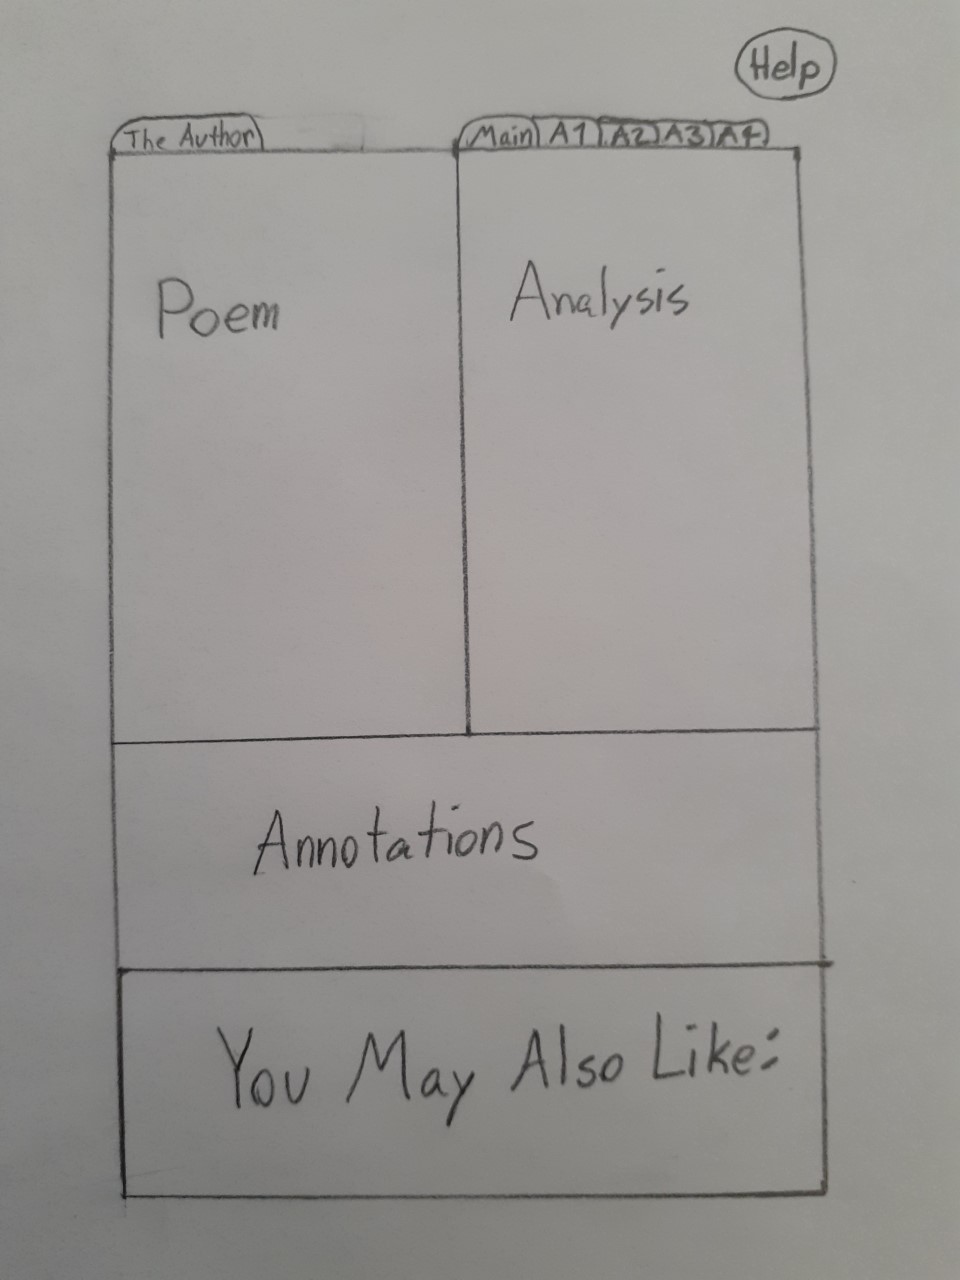 Help
The Author
Main A1 A2 A3 A4
Poem
Analysis
Annotations
You May Also Like: